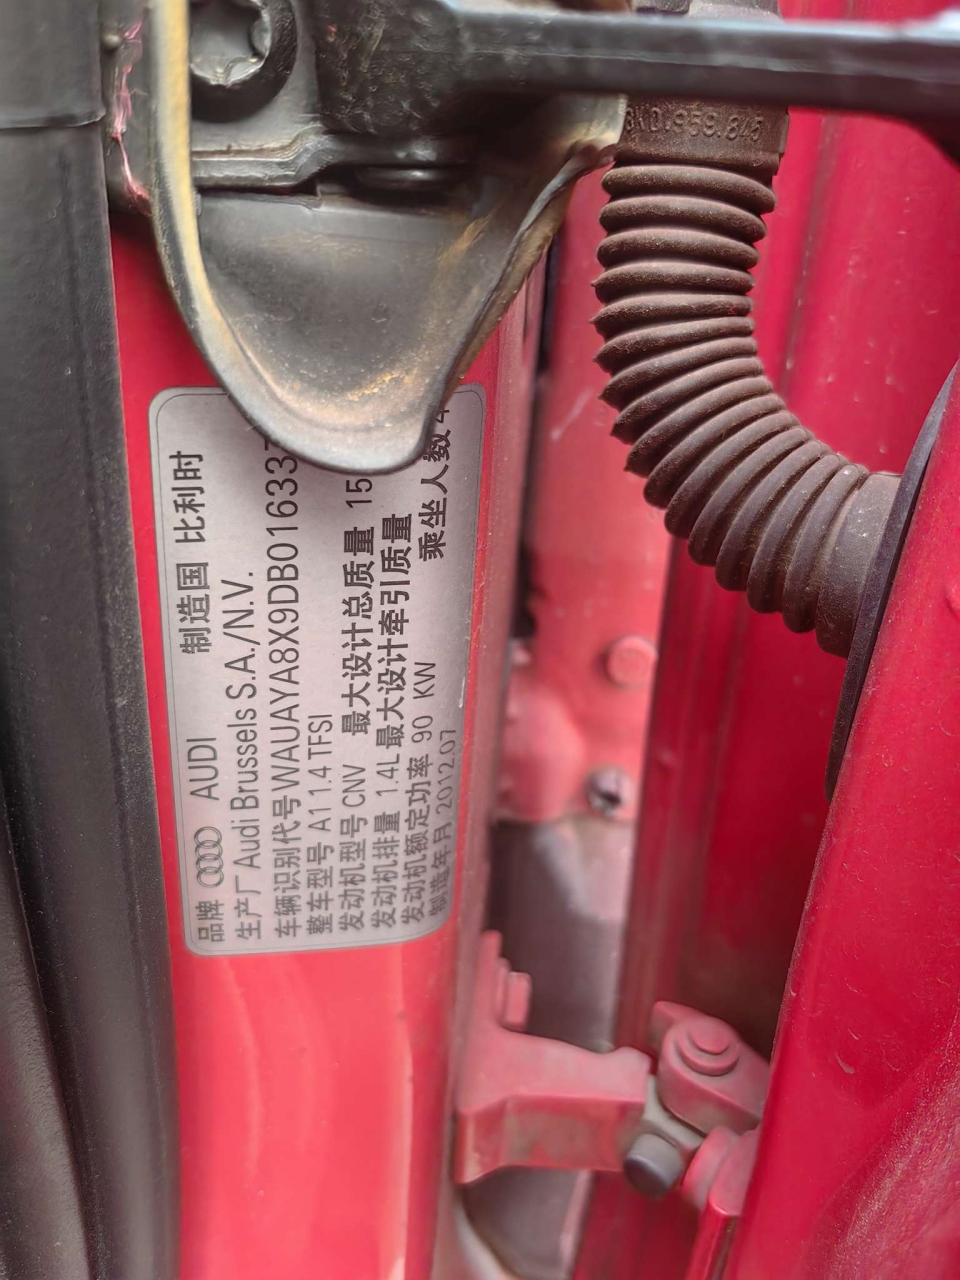 品牌 AUDI 制造国 比利时
生产厂 Audi Brussels S.A./N.V.
车辆识别代号 WAUAYA8X9DB01633
整车型号 A1 1.4 TFSI
发动机型号 CNV 最大设计总质量 15
发动机排量 1.4L 最大设计牵引质量
发动机额定功率 90 KW 乘坐人数
制造年月 2012.07
959.845